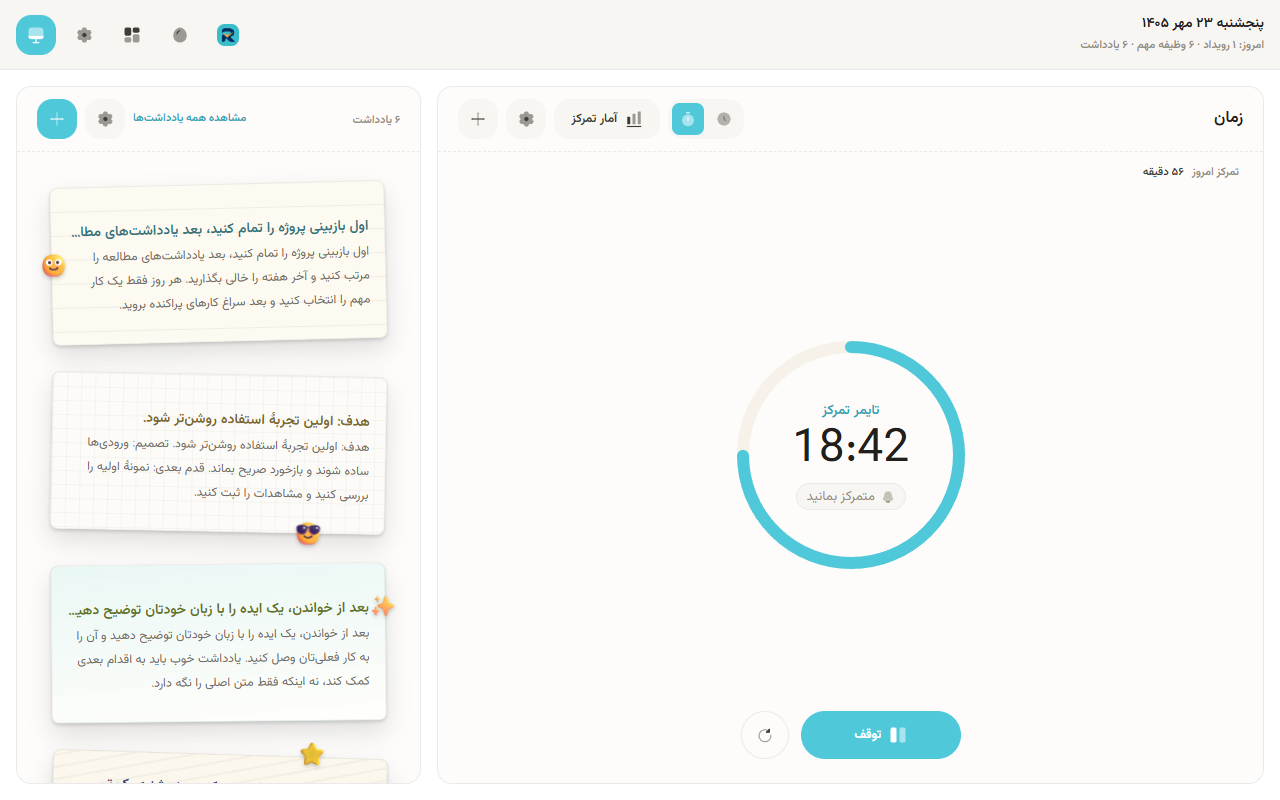 پنجشنبه ۲۳ مهر ۱۴۰۵
امروز: ۱ رویداد · ۶ وظیفه مهم · ۶ یادداشت
زمان
آمار تمرکز
تمرکز امروز ۵۶ دقیقه
تایمر تمرکز
18:42
متمرکز بمانید
توقف
۶ یادداشت
مشاهده همه یادداشت‌ها
اول بازبینی پروژه را تمام کنید، بعد یادداشت‌های مطا...
اول بازبینی پروژه را تمام کنید، بعد یادداشت‌های مطالعه را
مرتب کنید و آخر هفته را خالی بگذارید. هر روز فقط یک کار
مهم را انتخاب کنید و بعد سراغ کارهای پراکنده بروید.
هدف: اولین تجربهٔ استفاده روشن‌تر شود.
هدف: اولین تجربهٔ استفاده روشن‌تر شود. تصمیم: ورودی‌ها
ساده شوند و بازخورد صریح بماند. قدم بعدی: نمونهٔ اولیه را
بررسی کنید و مشاهدات را ثبت کنید.
بعد از خواندن، یک ایده را با زبان خودتان توضیح دهیـ...
بعد از خواندن، یک ایده را با زبان خودتان توضیح دهید و آن را
به کار فعلی‌تان وصل کنید. یادداشت خوب باید به اقدام بعدی
کمک کند، نه اینکه فقط متن اصلی را نگه دارد.